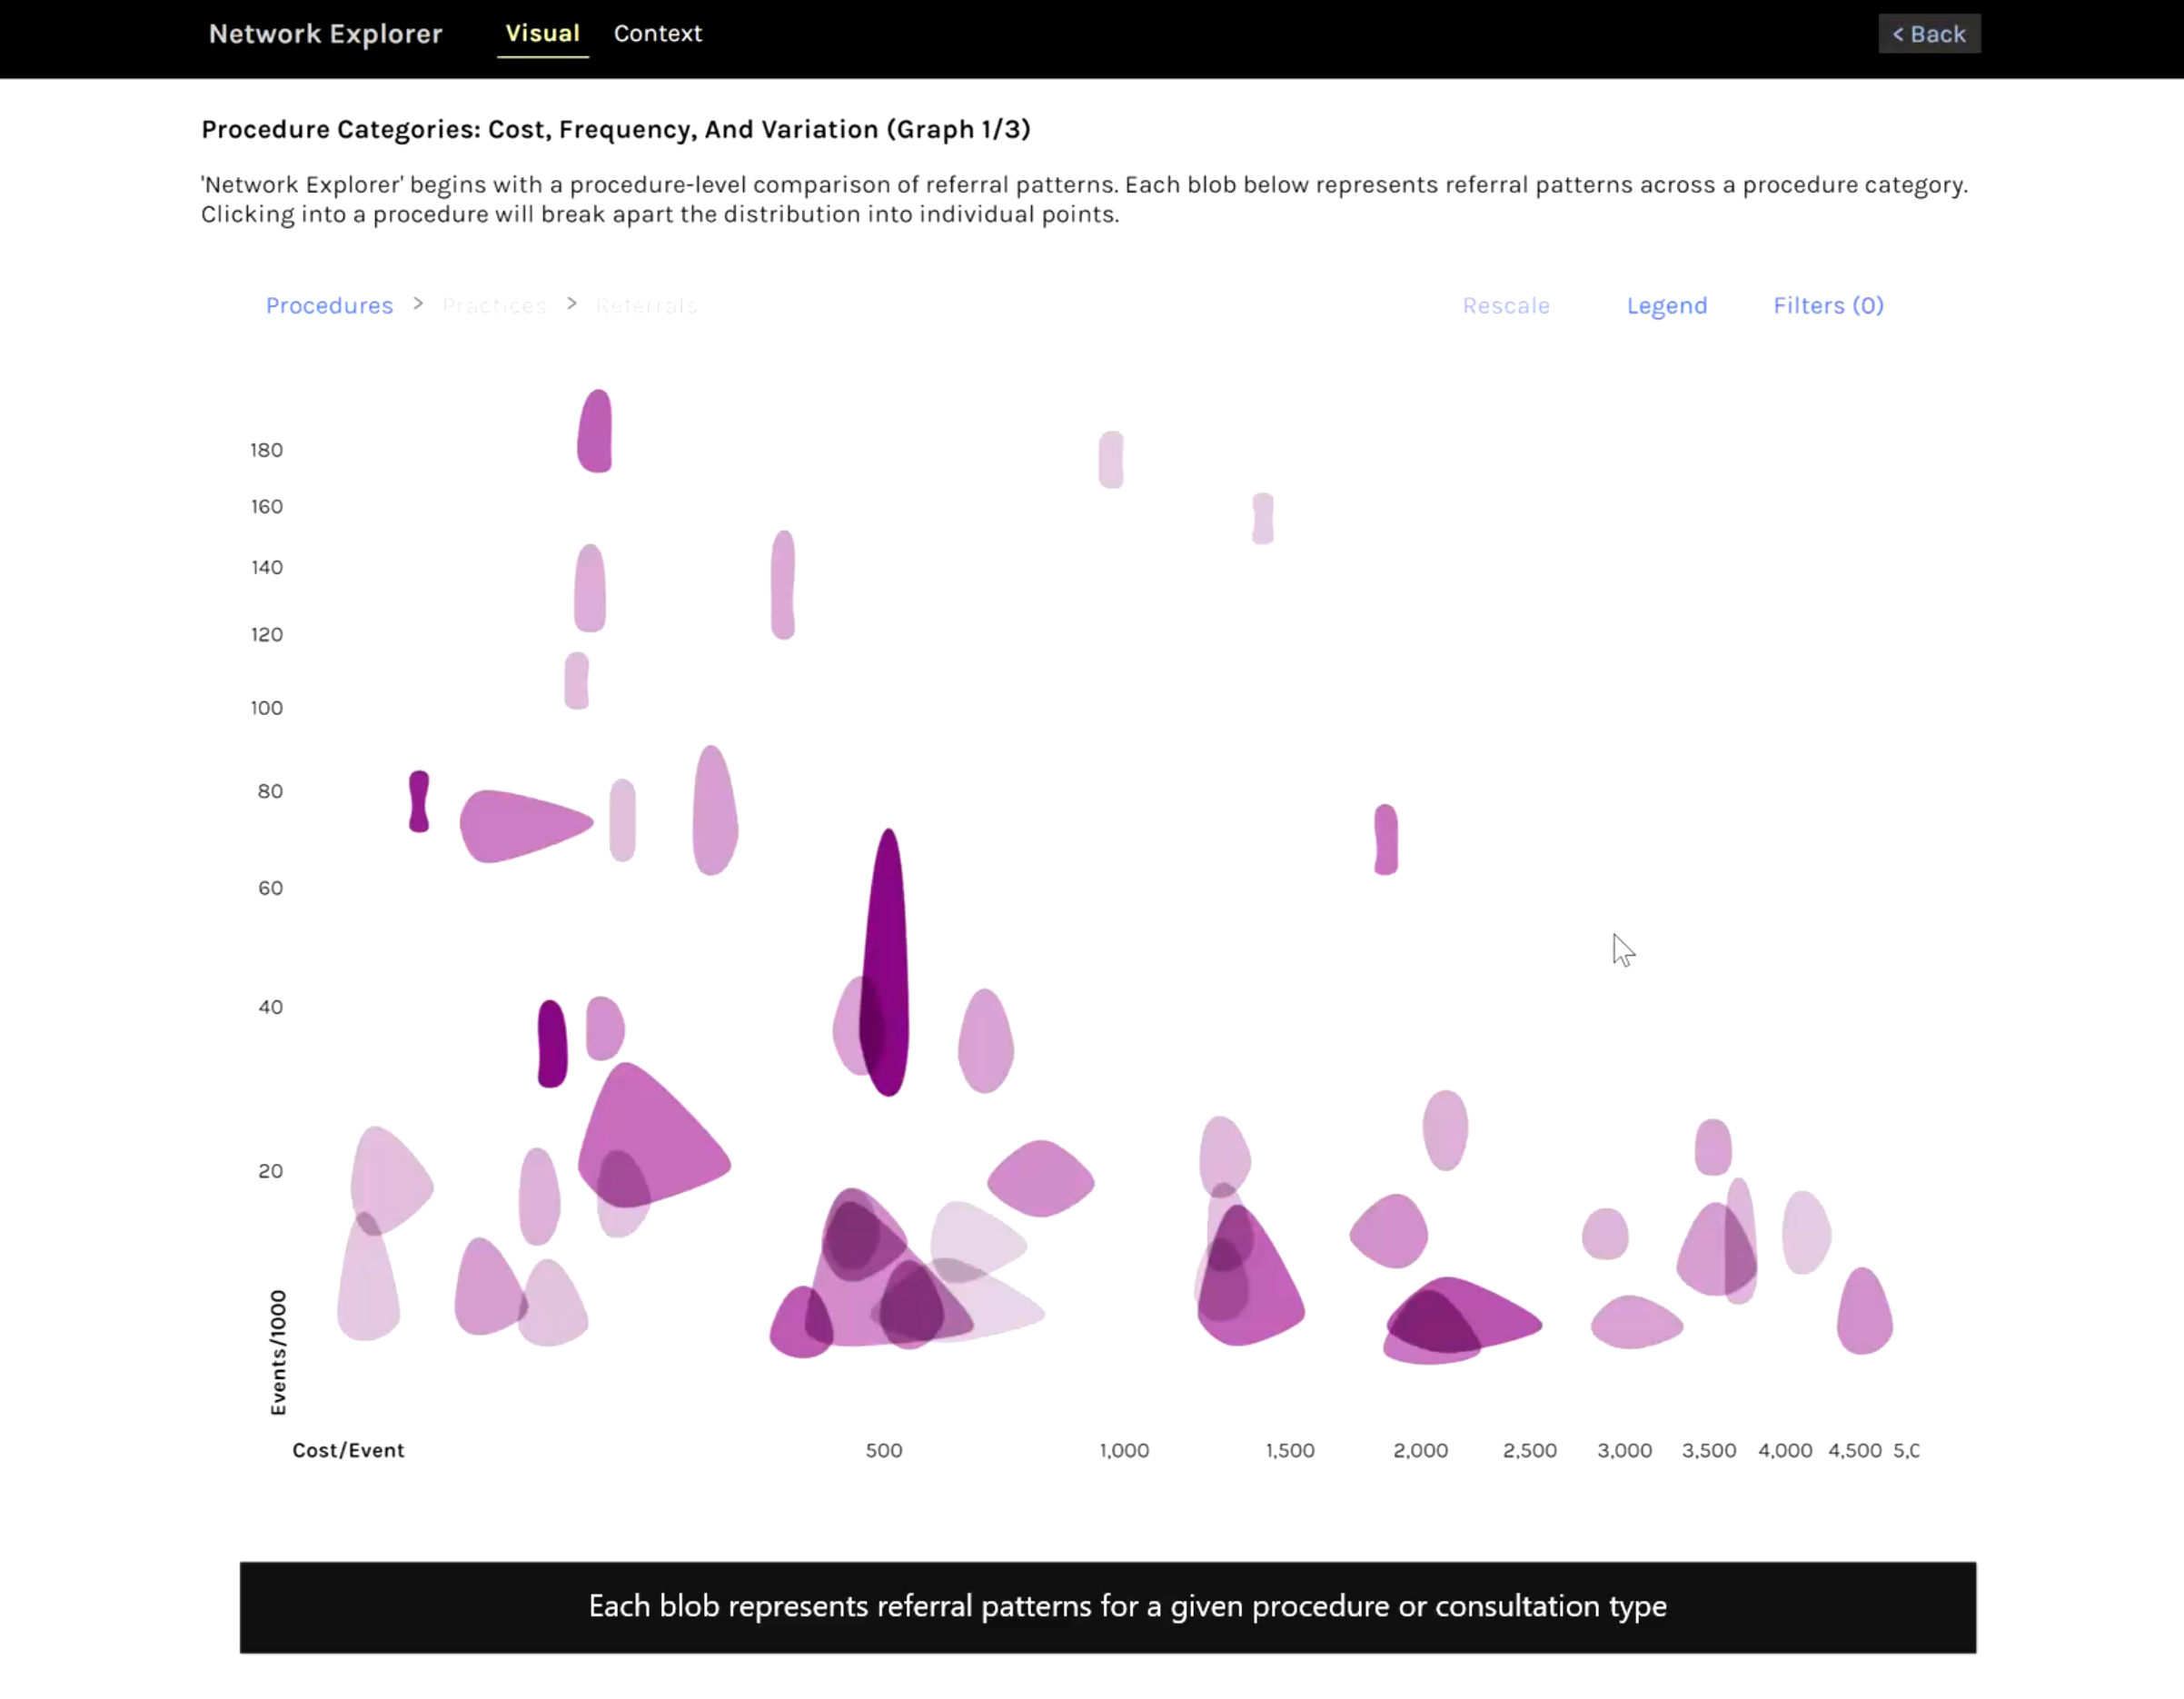 Network Explorer Visual Context < Back
Procedure Categories: Cost, Frequency, And Variation (Graph 1/3)
'Network Explorer' begins with a procedure-level comparison of referral patterns. Each blob below represents referral patterns across a procedure category.
Clicking into a procedure will break apart the distribution into individual points.
Procedures > Practices > Referrals Rescale Legend Filters (0)
180
160
140
120
100
80
60
40
20
Events/1000
Cost/Event 500 1,000 1,500 2,000 2,500 3,000 3,500 4,000 4,500 5,0
Each blob represents referral patterns for a given procedure or consultation type